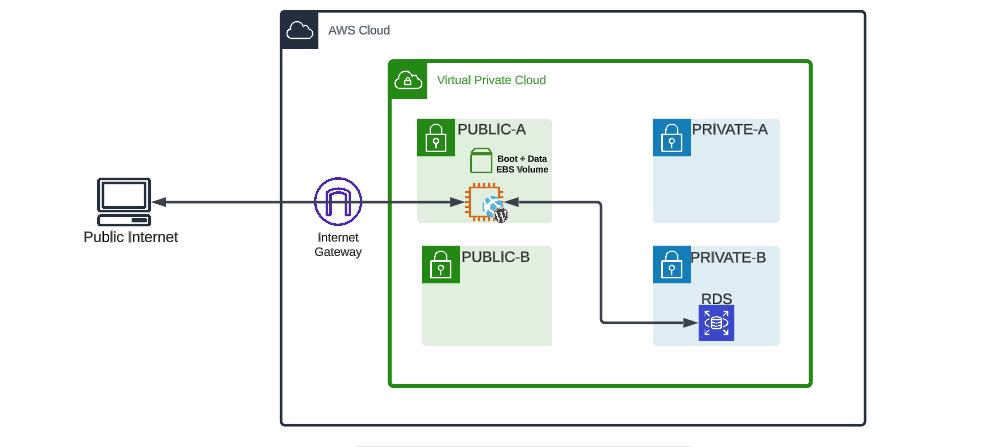 AWS Cloud
Virtual Private Cloud
PUBLIC-A
PRIVATE-A
Boot + Data
EBS Volume
Public Internet
Internet
Gateway
PUBLIC-B
PRIVATE-B
RDS